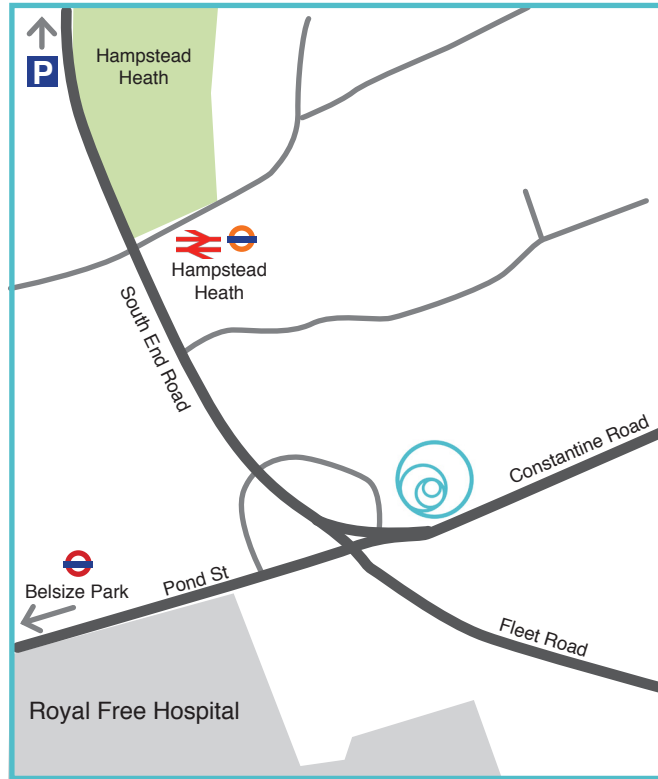 Hampstead
Heath
P
Hampstead
Heath
South End Road
Constantine Road
Belsize Park
Pond St
Fleet Road
Royal Free Hospital